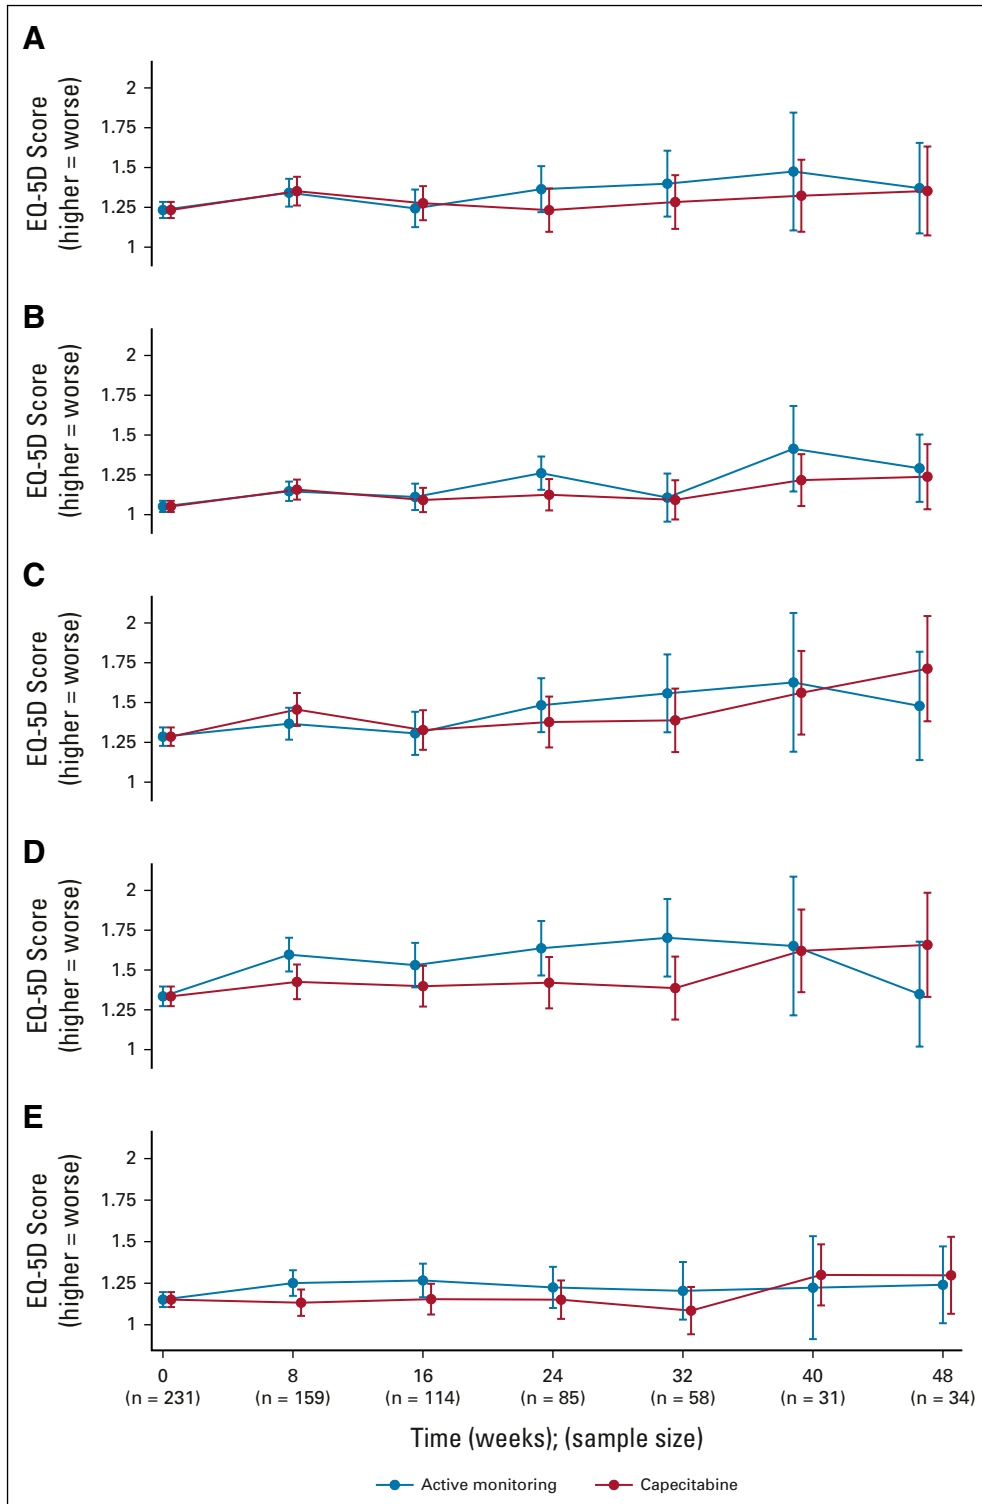 A
EQ-5D Score
(higher = worse)
2
1.75
1.5
1.25
1
B
EQ-5D Score
(higher = worse)
2
1.75
1.5
1.25
1
C
EQ-5D Score
(higher = worse)
2
1.75
1.5
1.25
1
D
EQ-5D Score
(higher = worse)
2
1.75
1.5
1.25
1
E
EQ-5D Score
(higher = worse)
2
1.75
1.5
1.25
1
0 8 16 24 32 40 48
(n = 231) (n = 159) (n = 114) (n = 85) (n = 58) (n = 31) (n = 34)
Time (weeks); (sample size)
Active monitoring Capecitabine